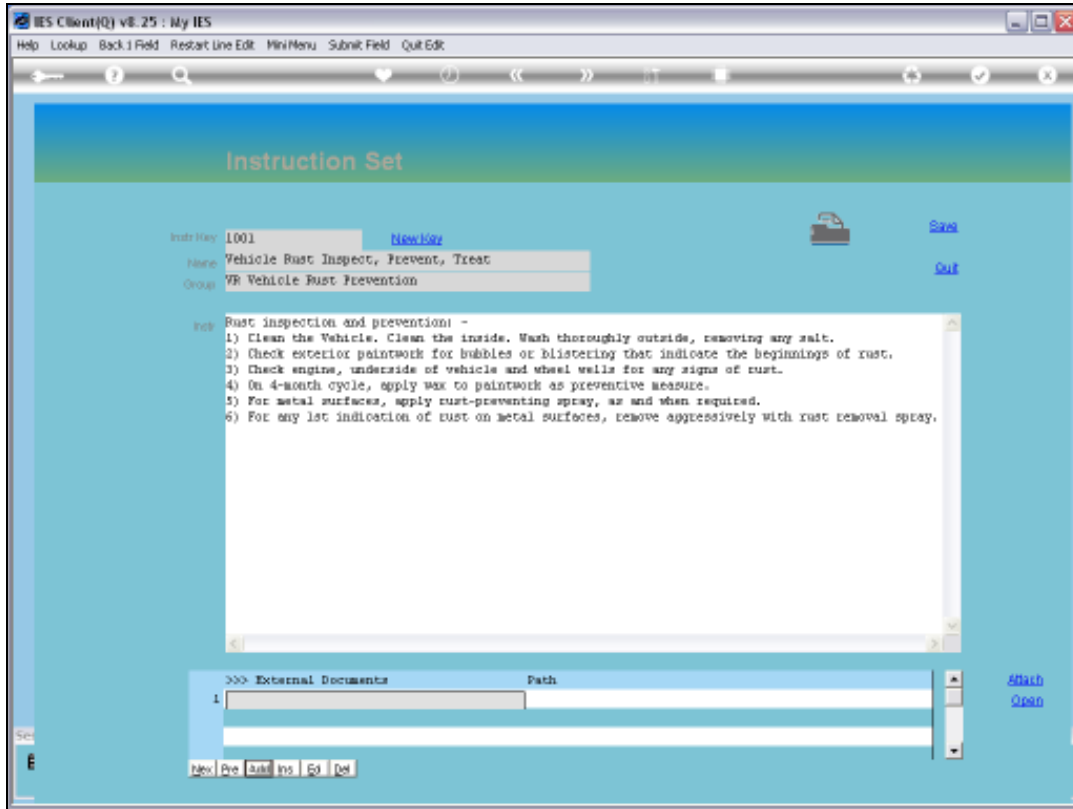 IES Client(Q) v8.25 : My IES
Help Lookup Back 1 Field Restart Line Edit MiniMenu Submit Field Quit Edit
Instruction Set
Instr Key 1001 New Key
Save
Name Vehicle Rust Inspect, Prevent, Treat
Quit
Group VR Vehicle Rust Prevention
Instr Rust inspection and prevention: -
1) Clean the Vehicle. Clean the inside. Wash thoroughly outside, removing any salt.
2) Check exterior paintwork for bubbles or blistering that indicate the beginnings of rust.
3) Check engine, underside of vehicle and wheel wells for any signs of rust.
4) On 4-month cycle, apply wax to paintwork as preventive measure.
5) For metal surfaces, apply rust-preventing spray, as and when required.
6) For any 1st indication of rust on metal surfaces, remove aggressively with rust removal spray.
>>> External Documents Path
Attach
1
Open
Nex Pre Add Ins Ed Del